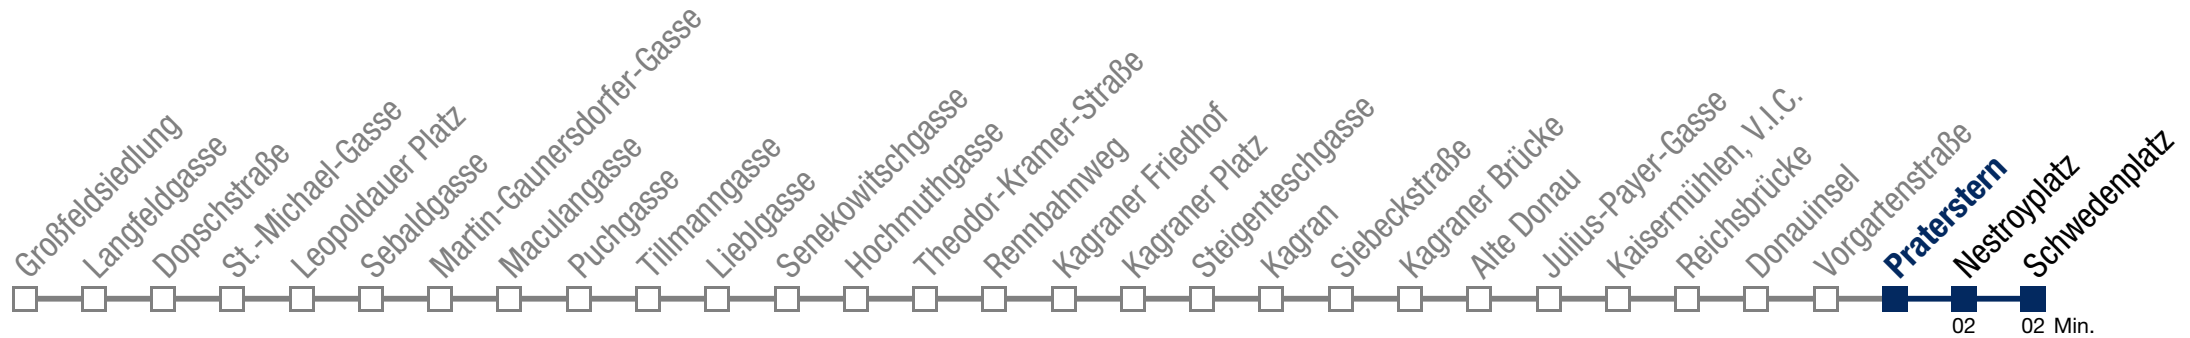 Großfeldsiedlung
Langfeldgasse
Dopschstraße
St.-Michael-Gasse
Leopoldauer Platz
Sebaldgasse
Martin-Gaunersdorfer-Gasse
Maculangasse
Puchgasse
Tillmanngasse
Lieblgasse
Senekowitschgasse
Hochmuthgasse
Theodor-Kramer-Straße
Rennbahnweg
Kagraner Friedhof
Kagraner Platz
Steigenteschgasse
Kagran
Siebeckstraße
Kagraner Brücke
Alte Donau
Julius-Payer-Gasse
Kaisermühlen, V.I.C.
Reichsbrücke
Donauinsel
Vorgartenstraße
Praterstern
Nestroyplatz
Schwedenplatz
02 02 Min.